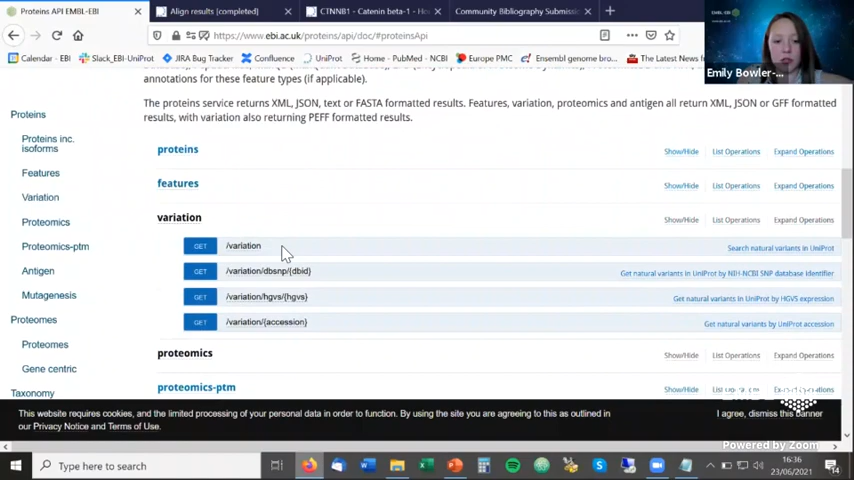 Proteins API EMBL-EBI
Align results [completed]
CTNNB1 - Catenin beta-1 - Ho
Community Bibliography Submissi
https://www.ebi.ac.uk/proteins/api/doc/#proteinsApi
Emily Bowler-...
Calendar - EBI
Slack_EBI-UniProt
JIRA Bug Tracker
Confluence
UniProt
Home - PubMed - NCBI
Europe PMC
Ensembl genome brows...
The Latest News
annotations for these feature types (if applicable).
The proteins service returns XML, JSON, text or FASTA formatted results. Features, variation, proteomics and antigen all return XML, JSON or GFF formatted
results, with variation also returning PEFF formatted results.
Proteins
Proteins inc.
isoforms
Features
Variation
Proteomics
Proteomics-ptm
Antigen
Mutagenesis
Proteomes
Proteomes
Gene centric
Taxonomy
proteins
Show/Hide
List Operations
Expand Operations
features
Show/Hide
List Operations
Expand Operations
variation
Show/Hide
List Operations
Expand Operations
GET /variation
Search natural variants in UniProt
GET /variation/dbsnp/{dbid}
Get natural variants in UniProt by NIH-NCBI SNP database identifier
GET /variation/hgvs/{hgvs}
Get natural variants in UniProt by HGVS expression
GET /variation/{accession}
Get natural variants by UniProt accession
proteomics
Show/Hide
List Operations
Expand Operations
proteomics-ptm
Show/Hide
Expand Operations
This website requires cookies, and the limited processing of your personal data in order to function. By using the site you are agreeing to this as outlined in
our Privacy Notice and Terms of Use.
I agree, dismiss this banner
Powered by Zoom
Type here to search
16:36
23/06/2021
14